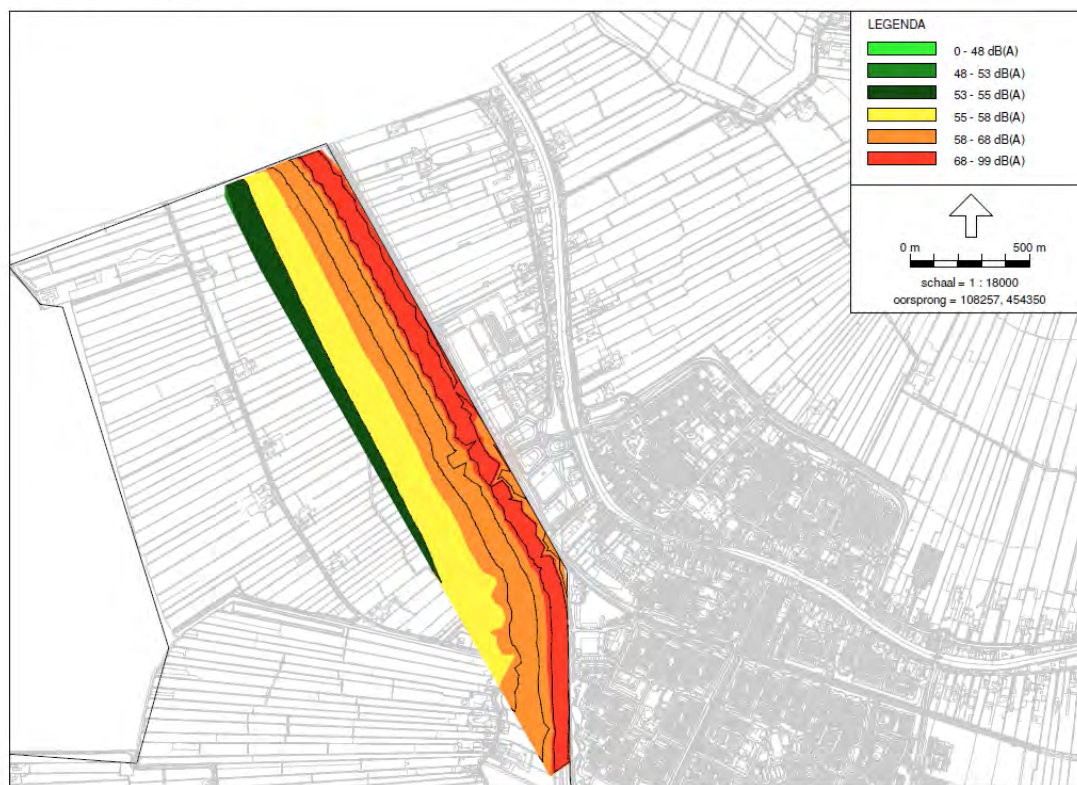 LEGENDA
0 - 48 dB(A)
48 - 53 dB(A)
53 - 55 dB(A)
55 - 58 dB(A)
58 - 68 dB(A)
68 - 99 dB(A)
0 m 500 m
schaal = 1 : 18000
oorsprong = 108257, 454350